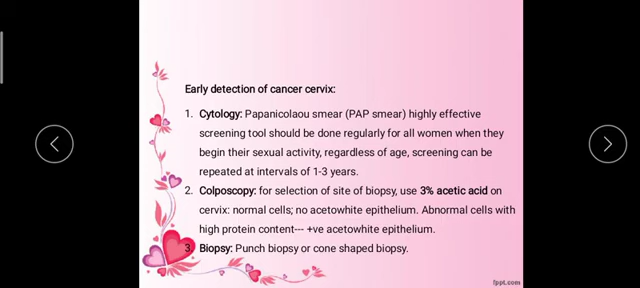 Early detection of cancer cervix:
1. Cytology: Papanicolaou smear (PAP smear) highly effective
screening tool should be done regularly for all women when they
begin their sexual activity, regardless of age, screening can be
repeated at intervals of 1-3 years.
2. Colposcopy: for selection of site of biopsy, use 3% acetic acid on
cervix: normal cells; no acetowhite epithelium. Abnormal cells with
high protein content--- +ve acetowhite epithelium.
3. Biopsy: Punch biopsy or cone shaped biopsy.
fppt.com